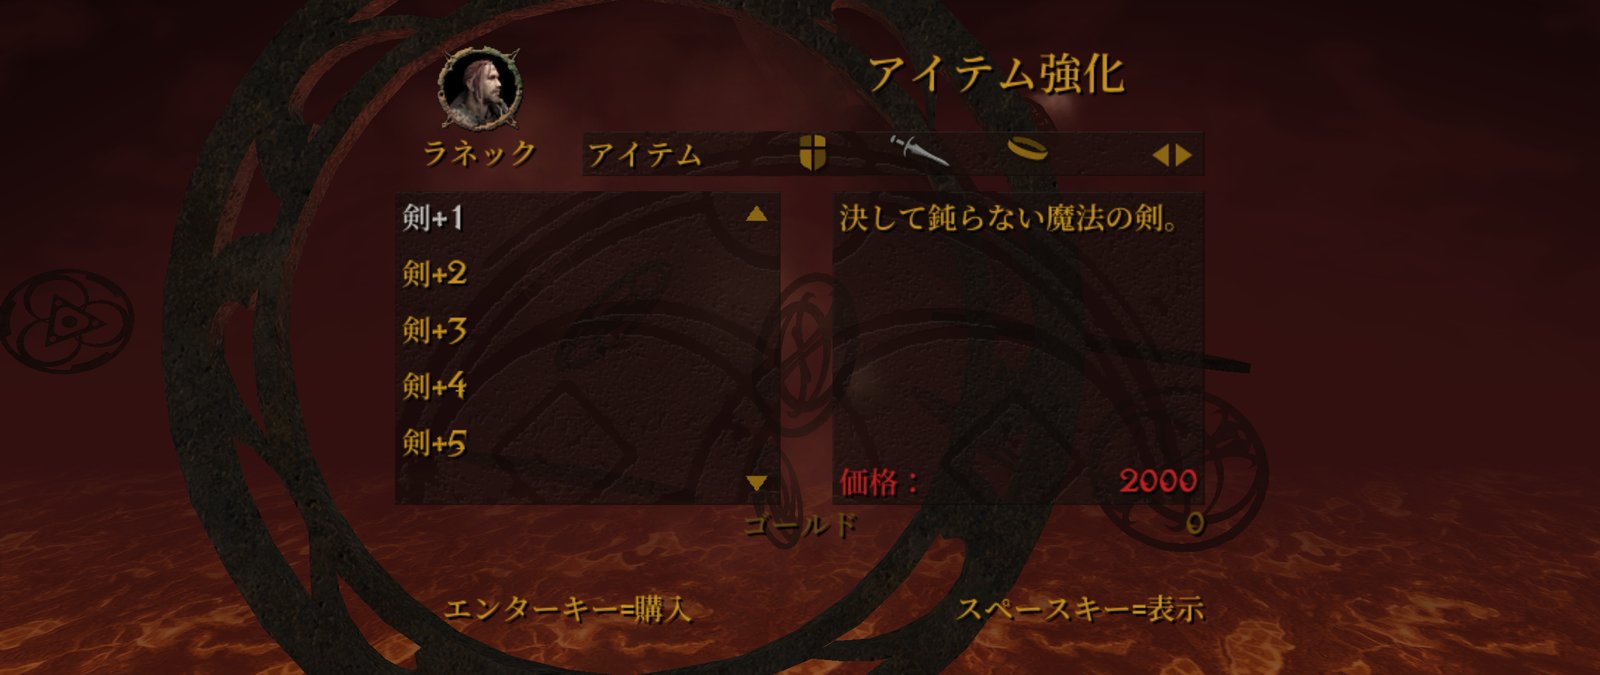 アイテム強化
ラネック
アイテム
剣+1
剣+2
剣+3
剣+4
剣+5
決して鈍らない魔法の剣。
価格： 2000
ゴールド 0
エンターキー=購入
スペースキー=表示